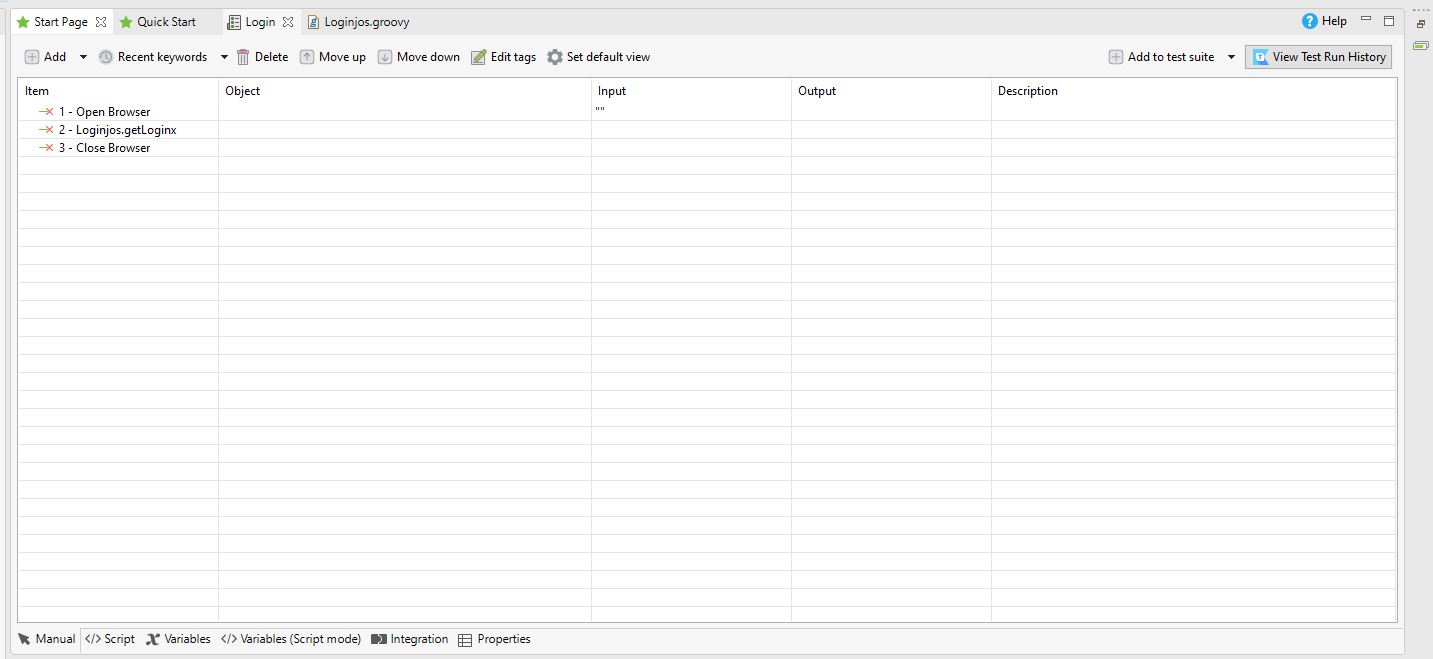 Start Page Quick Start Login Loginjos.groovy Help
Add Recent keywords Delete Move up Move down Edit tags Set default view Add to test suite View Test Run History
Item Object Input Output Description
1 - Open Browser ""
2 - Loginjos.getLoginx
3 - Close Browser
Manual </> Script Variables </> Variables (Script mode) Integration Properties